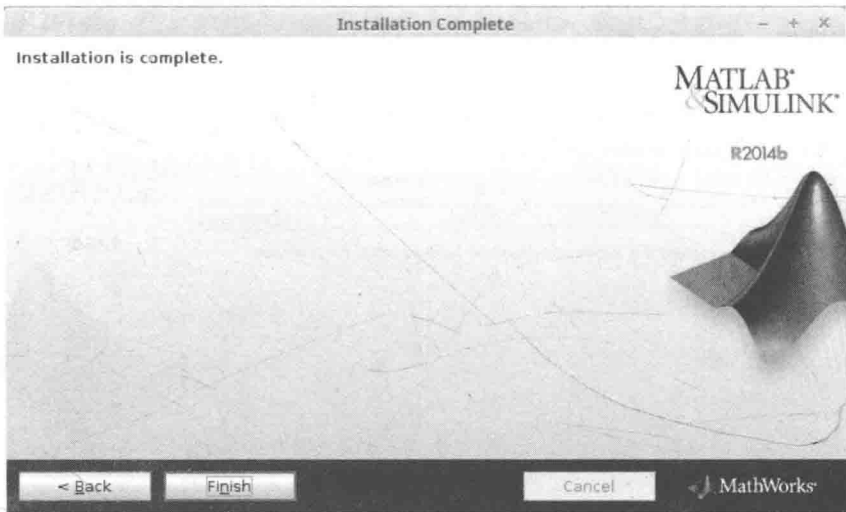 Installation Complete
Installation is complete.
MATLAB®
&SIMULINK®
R2014b
< Back
Finish
Cancel
MathWorks®